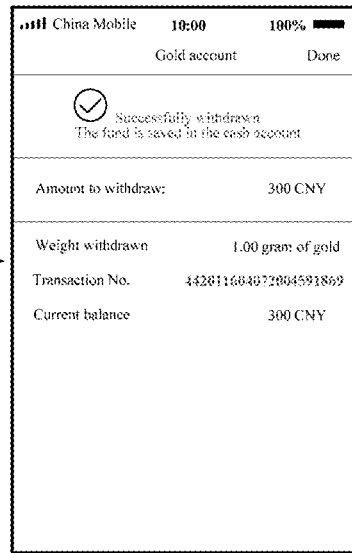 China Mobile 10:00 100%
Gold account Done
Successfully withdrawn
The fund is saved in the cash account
Amount to withdraw: 300 CNY
Weight withdrawn 1.00 gram of gold
Transaction No.
Current balance 300 CNY